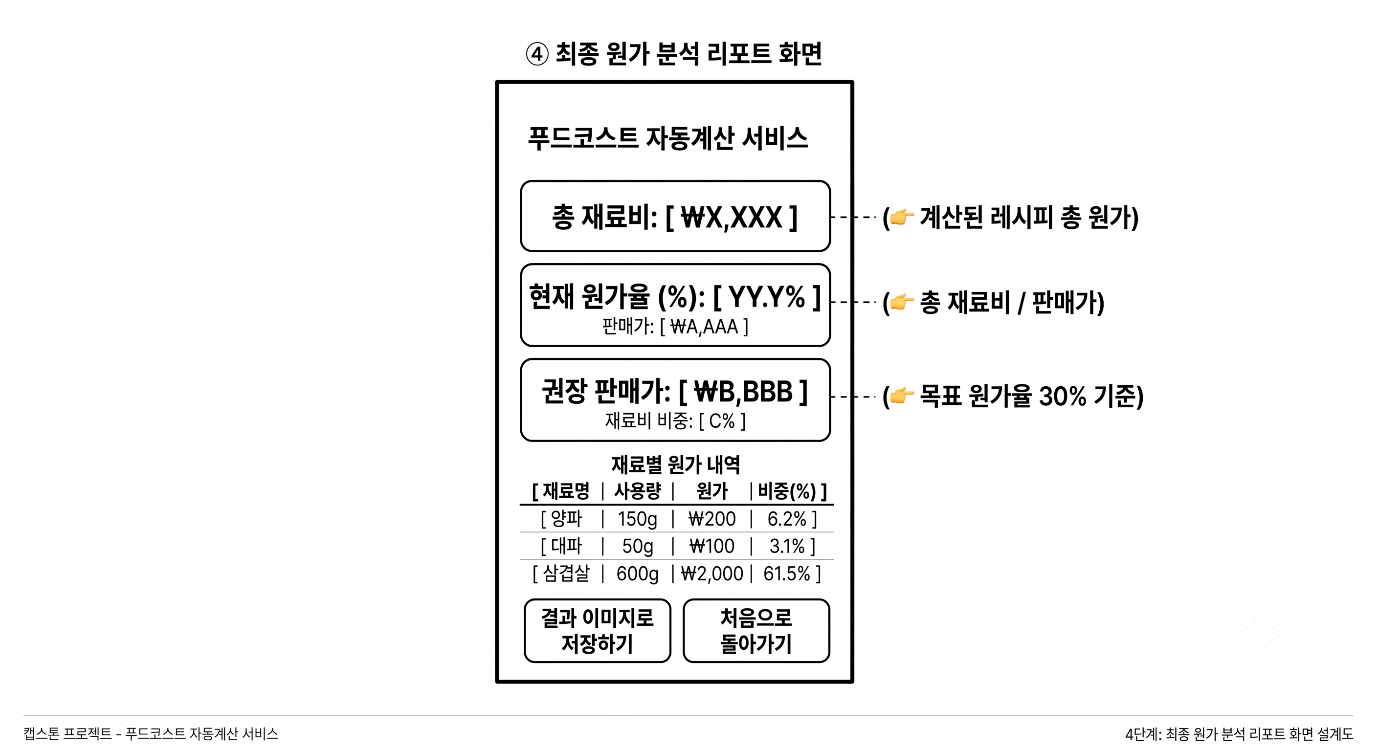 ④ 최종 원가 분석 리포트 화면
푸드코스트 자동계산 서비스
총 재료비: [ ₩X,XXX ]
(👉 계산된 레시피 총 원가)
현재 원가율 (%): [ YY.Y% ]
판매가: [ ₩A,AAA ]
(👉 총 재료비 / 판매가)
권장 판매가: [ ₩B,BBB ]
재료비 비중: [ C% ]
(👉 목표 원가율 30% 기준)
재료별 원가 내역
[ 재료명 | 사용량 | 원가 | 비중(%) ]
[ 양파 | 150g | ₩200 | 6.2% ]
[ 대파 | 50g | ₩100 | 3.1% ]
[ 삼겹살 | 600g | ₩2,000 | 61.5% ]
결과 이미지로
저장하기
처음으로
돌아가기
캡스톤 프로젝트 - 푸드코스트 자동계산 서비스
4단계: 최종 원가 분석 리포트 화면 설계도